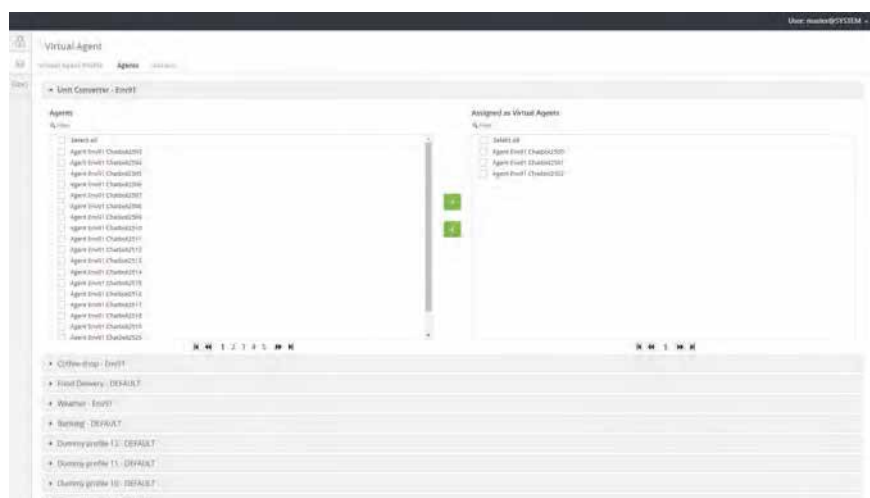 User: master@SYSTEM
Virtual Agent
Virtual Agent Profile Agents
Unit Converter - Env01
Agents
Filter
Select all
Agent Env01 Chatbot2503
Agent Env01 Chatbot2504
Agent Env01 Chatbot2505
Agent Env01 Chatbot2506
Agent Env01 Chatbot2507
Agent Env01 Chatbot2508
Agent Env01 Chatbot2509
Agent Env01 Chatbot2510
Agent Env01 Chatbot2511
Agent Env01 Chatbot2512
Agent Env01 Chatbot2513
Agent Env01 Chatbot2514
Agent Env01 Chatbot2515
Agent Env01 Chatbot2516
Agent Env01 Chatbot2517
Agent Env01 Chatbot2518
Agent Env01 Chatbot2519
Agent Env01 Chatbot2520
1 2 3 4 5
Assigned as Virtual Agents
Filter
Select all
Agent Env01 Chatbot2500
Agent Env01 Chatbot2501
Agent Env01 Chatbot2502
1
Coffee shop - Env01
Food Delivery - DEFAULT
Weather - Env01
Banking - DEFAULT
Dummy profile 12 - DEFAULT
Dummy profile 11 - DEFAULT
Dummy profile 10 - DEFAULT